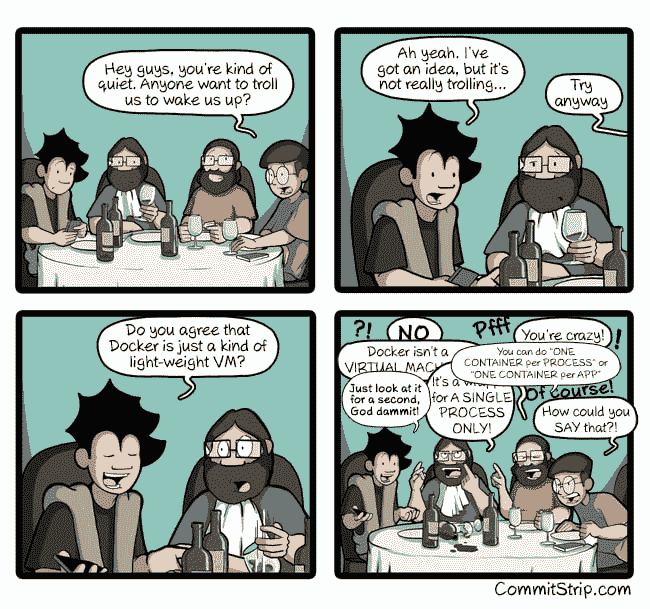 Hey guys, you're kind of
quiet. Anyone want to troll
us to wake us up?
Ah yeah. I've
got an idea, but it's
not really trolling...
Try
anyway
Do you agree that
Docker is just a kind of
light-weight VM?
?!
NO
Pfff
You're crazy!
!
Docker isn't a
VIRTUAL MACH
You can do "ONE
CONTAINER per PROCESS" or
"ONE CONTAINER per APP"
Just look at it
for a second,
God dammit!
It's a
for A SINGLE
PROCESS
ONLY!
Of course!
How could you
SAY that?!
CommitStrip.com